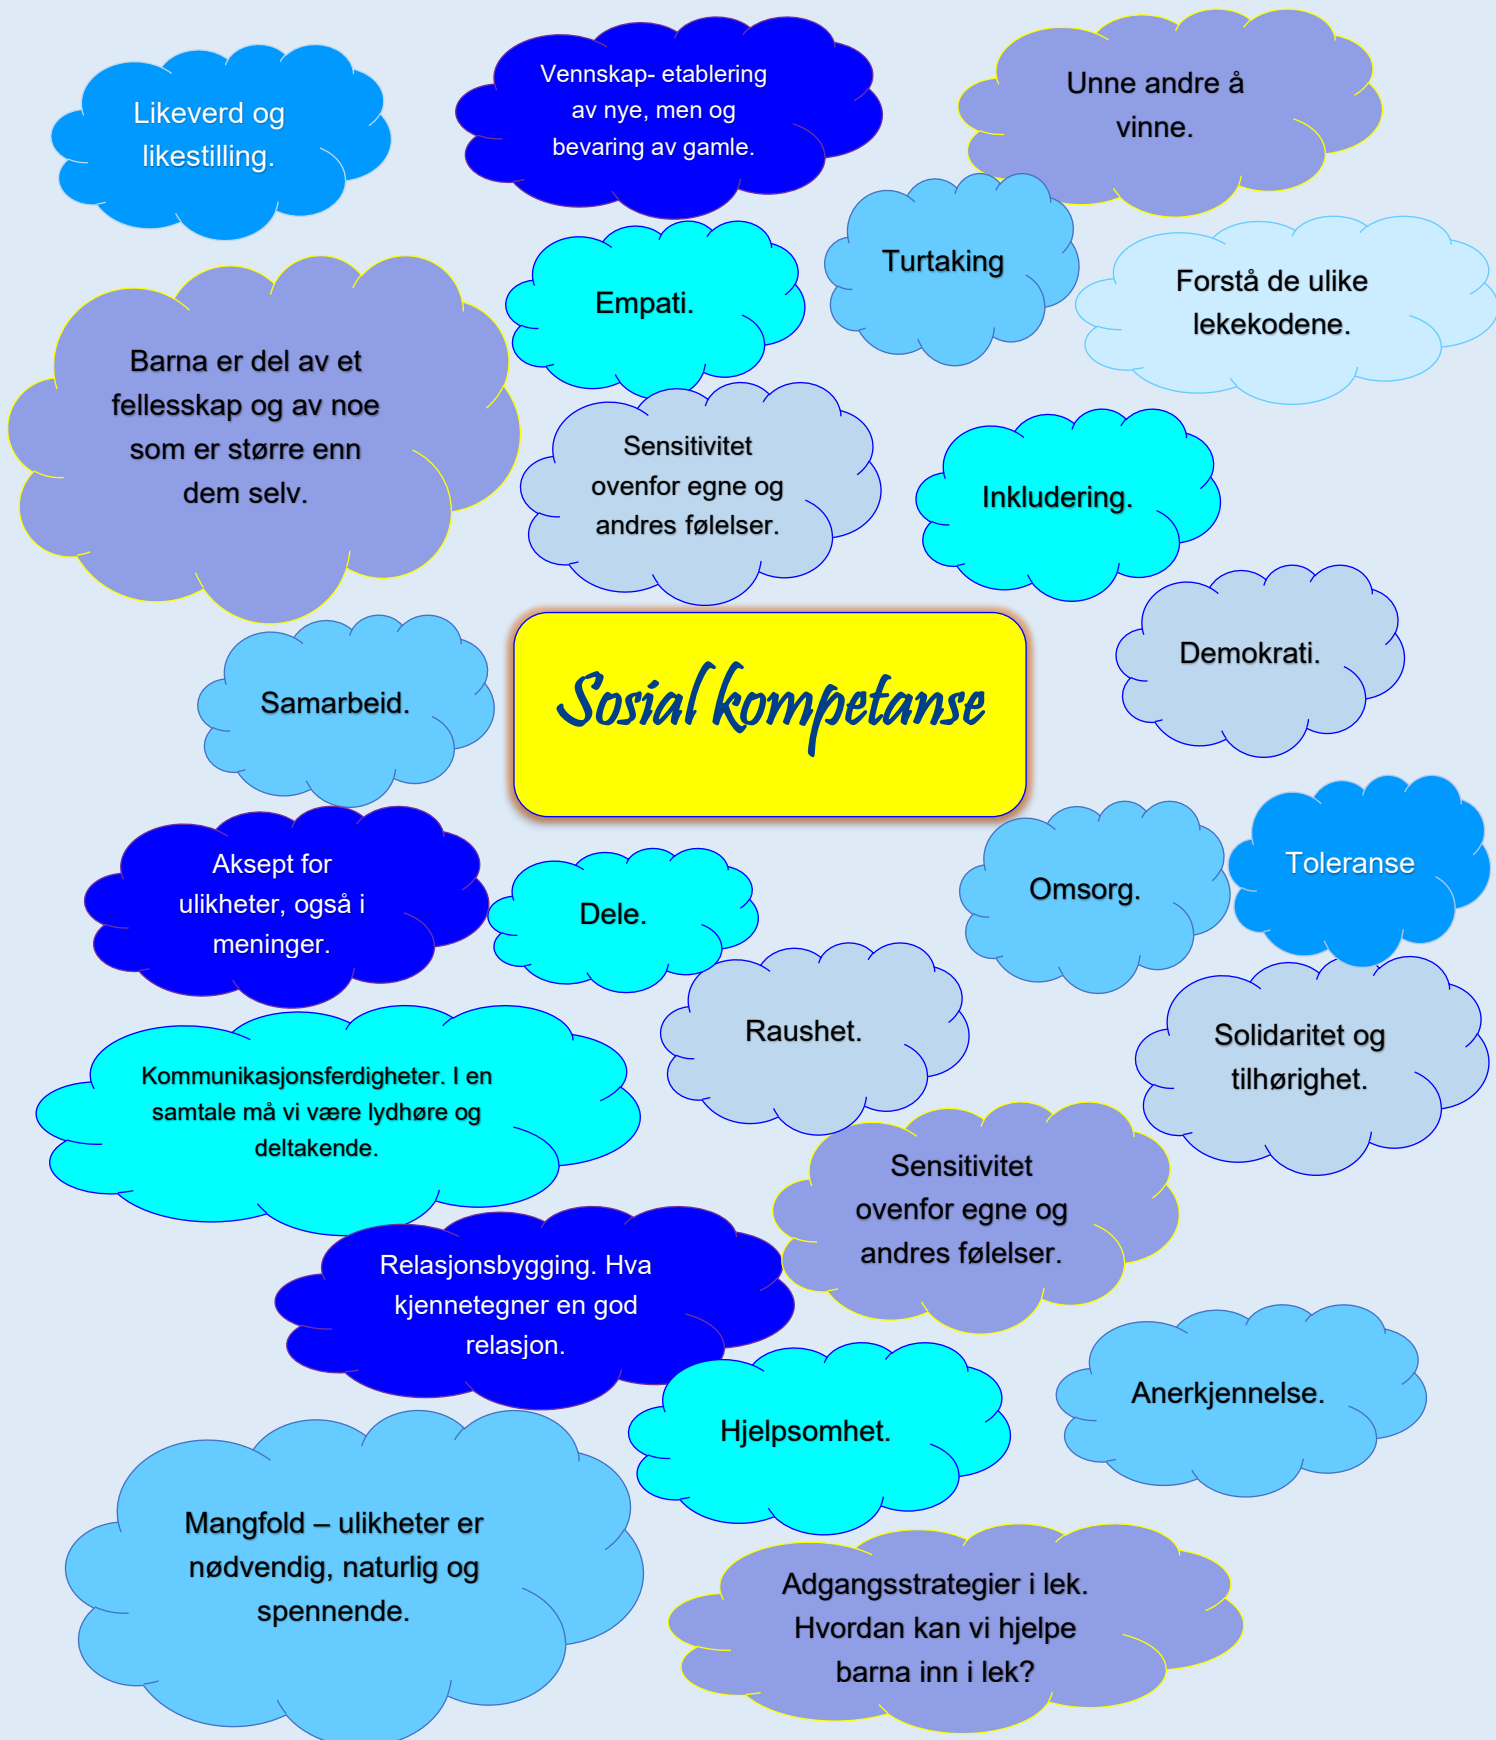 Likeverd og
likestilling.
Vennskap- etablering
av nye, men og
bevaring av gamle.
Unne andre å
vinne.
Turtaking
Empati.
Forstå de ulike
lekekodene.
Barna er del av et
fellesskap og av noe
som er større enn
dem selv.
Sensitivitet
ovenfor egne og
andres følelser.
Inkludering.
Demokrati.
Samarbeid.
Sosial kompetanse
Aksept for
ulikheter, også i
meninger.
Dele.
Omsorg.
Toleranse
Raushet.
Solidaritet og
tilhørighet.
Kommunikasjonsferdigheter. I en
samtale må vi være lydhøre og
deltakende.
Sensitivitet
ovenfor egne og
andres følelser.
Relasjonsbygging. Hva
kjennetegner en god
relasjon.
Anerkjennelse.
Hjelpsomhet.
Mangfold – ulikheter er
nødvendig, naturlig og
spennende.
Adgangsstrategier i lek.
Hvordan kan vi hjelpe
barna inn i lek?